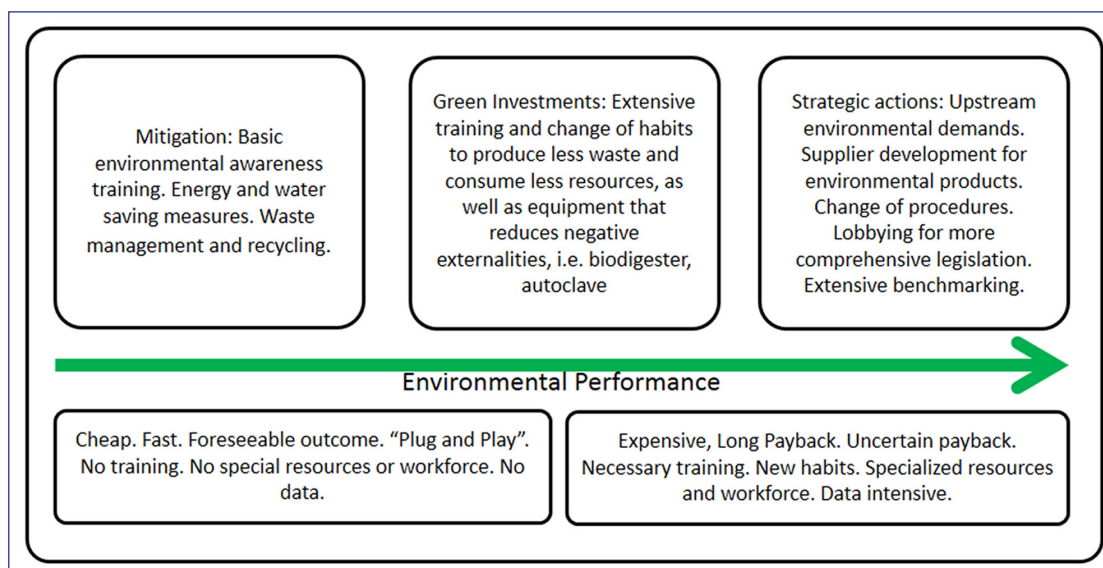 Mitigation: Basic
environmental awareness
training. Energy and water
saving measures. Waste
management and recycling.
Green Investments: Extensive
training and change of habits
to produce less waste and
consume less resources, as
well as equipment that
reduces negative
externalities, i.e. biodigester,
autoclave
Strategic actions: Upstream
environmental demands.
Supplier development for
environmental products.
Change of procedures.
Lobbying for more
comprehensive legislation.
Extensive benchmarking.
Environmental Performance
Cheap. Fast. Foreseeable outcome. “Plug and Play”.
No training. No special resources or workforce. No
data.
Expensive, Long Payback. Uncertain payback.
Necessary training. New habits. Specialized resources
and workforce. Data intensive.